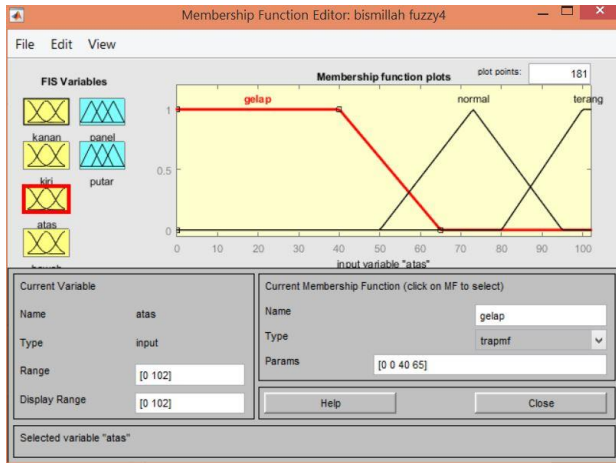 Membership Function Editor: bismillah fuzzy4
File Edit View
FIS Variables
kanan panel
kiri putar
atas
bawah
Membership function plots
plot points: 181
gelap normal terang
1
0.5
0
0 10 20 30 40 50 60 70 80 90 100
input variable "atas"
Current Variable
Name atas
Type input
Range [0 102]
Display Range [0 102]
Current Membership Function (click on MF to select)
Name gelap
Type trapmf
Params [0 0 40 65]
Help Close
Selected variable "atas"